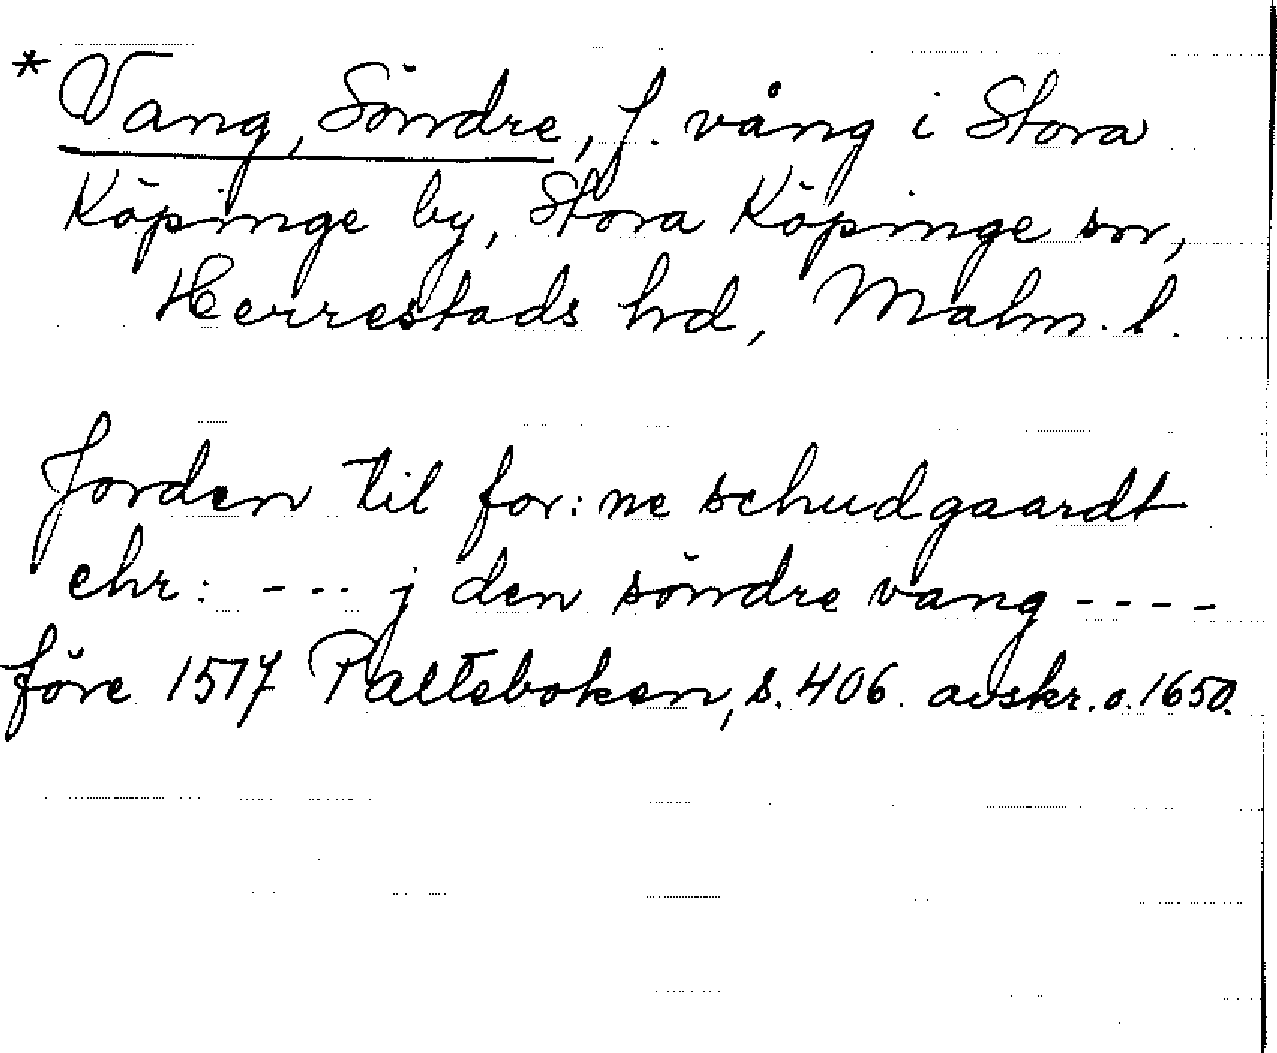 * Vang, Söndre, f. vång i Stora
Köpinge by, Stora Köpinge sn,
Herrestads hd, Malm. l.
Jorden til for: ne schudgaardt
ehr: --- j den söndre vang ----
före 1517 Palteboken, s. 406. avskr. o. 1650.